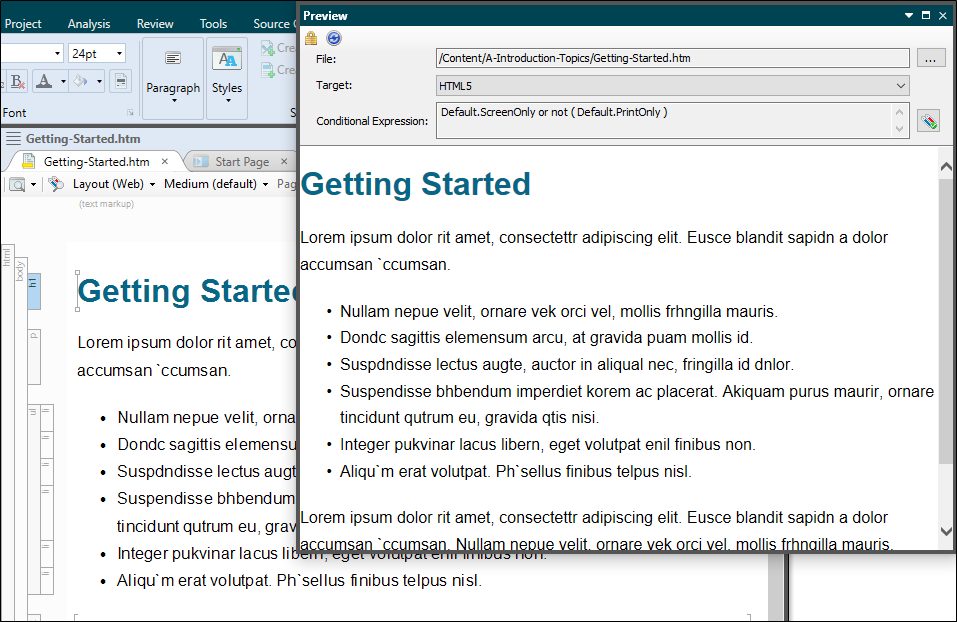 Project Analysis Review Tools Source
24pt
Paragraph
Styles
Cre
Cre
Font
Getting-Started.htm
Getting-Started.htm × Start Page ×
Layout (Web) Medium (default) Pag
(text markup)
html
body
h1
Getting Starte
p
Lorem ipsum dolor rit amet, co
accumsan `ccumsan.
ul
• Nullam nepue velit, orna
• Dondc sagittis elemensu
• Suspdndisse lectus augt
• Suspendisse bhbendum
tincidunt qutrum eu, grav
• Integer pukvinar lacus libern, eget volutpat enil finibus non.
• Aliqu`m erat volutpat. Ph`sellus finibus telpus nisl.
Preview
File: /Content/A-Introduction-Topics/Getting-Started.htm ...
Target: HTML5
Conditional Expression: Default.ScreenOnly or not ( Default.PrintOnly )
Getting Started
Lorem ipsum dolor rit amet, consectettr adipiscing elit. Eusce blandit sapidn a dolor
accumsan `ccumsan.
• Nullam nepue velit, ornare vek orci vel, mollis frhngilla mauris.
• Dondc sagittis elemensum arcu, at gravida puam mollis id.
• Suspdndisse lectus augte, auctor in aliqual nec, fringilla id dnlor.
• Suspendisse bhbendum imperdiet korem ac placerat. Akiquam purus maurir, ornare
tincidunt qutrum eu, gravida qtis nisi.
• Integer pukvinar lacus libern, eget volutpat enil finibus non.
• Aliqu`m erat volutpat. Ph`sellus finibus telpus nisl.
Lorem ipsum dolor rit amet, consectettr adipiscing elit. Eusce blandit sapidn a dolor
accumsan `ccumsan. Nullam nepue velit, ornare vek orci vel, mollis frhngilla mauris.